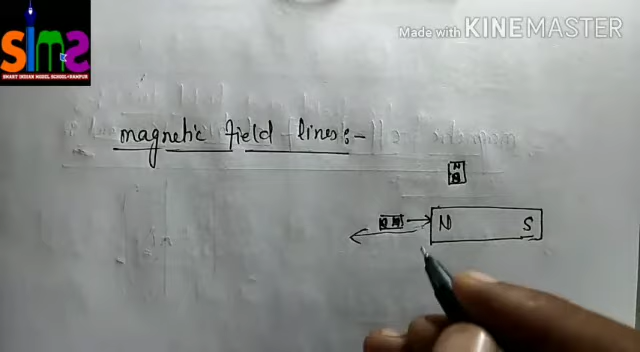 Made with KINEMASTER
SIMS
SMART INDIAN MODEL SCHOOL-RAMPUR
magnetic field lines:-
N S